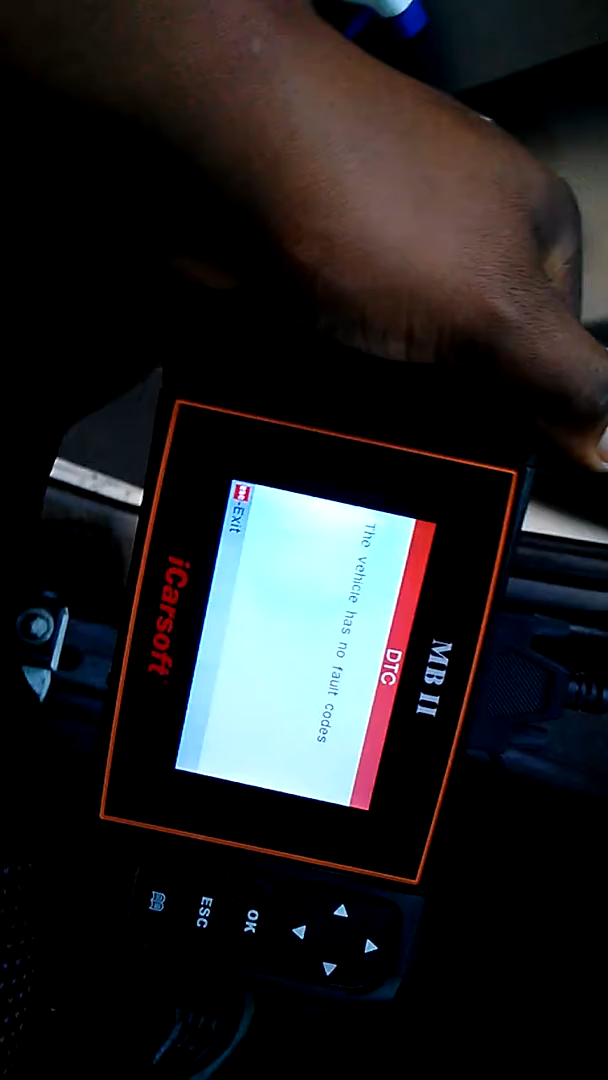 MB II
DTC
The vehicle has no fault codes
-Exit
iCarsoft
OK
ESC